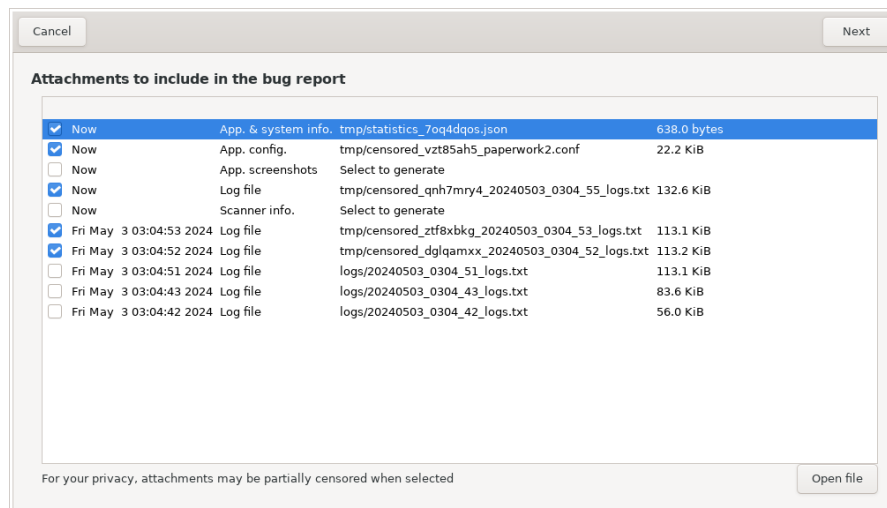 Cancel Next
Attachments to include in the bug report
Now App. & system info. tmp/statistics_7oq4dqos.json 638.0 bytes
Now App. config. tmp/censored_vzt85ah5_paperwork2.conf 22.2 KiB
Now App. screenshots Select to generate
Now Log file tmp/censored_qnh7mry4_20240503_0304_55_logs.txt 132.6 KiB
Now Scanner info. Select to generate
Fri May  3 03:04:53 2024 Log file tmp/censored_ztf8xbkg_20240503_0304_53_logs.txt 113.1 KiB
Fri May  3 03:04:52 2024 Log file tmp/censored_dglqamxx_20240503_0304_52_logs.txt 113.2 KiB
Fri May  3 03:04:51 2024 Log file logs/20240503_0304_51_logs.txt 113.1 KiB
Fri May  3 03:04:43 2024 Log file logs/20240503_0304_43_logs.txt 83.6 KiB
Fri May  3 03:04:42 2024 Log file logs/20240503_0304_42_logs.txt 56.0 KiB
For your privacy, attachments may be partially censored when selected Open file